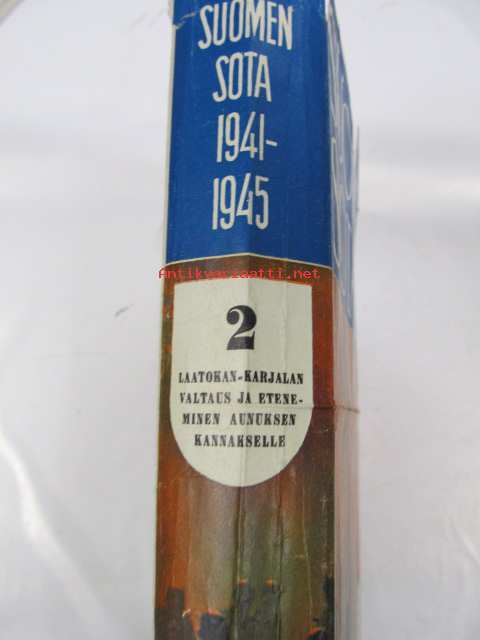 SUOMEN
SOTA
1941-
1945
Antikvariaatti.net
2
LAATOKAN-KARJALAN
VALTAUS JA ETENE-
MINEN AUNUKSEN
KANNAKSELLE